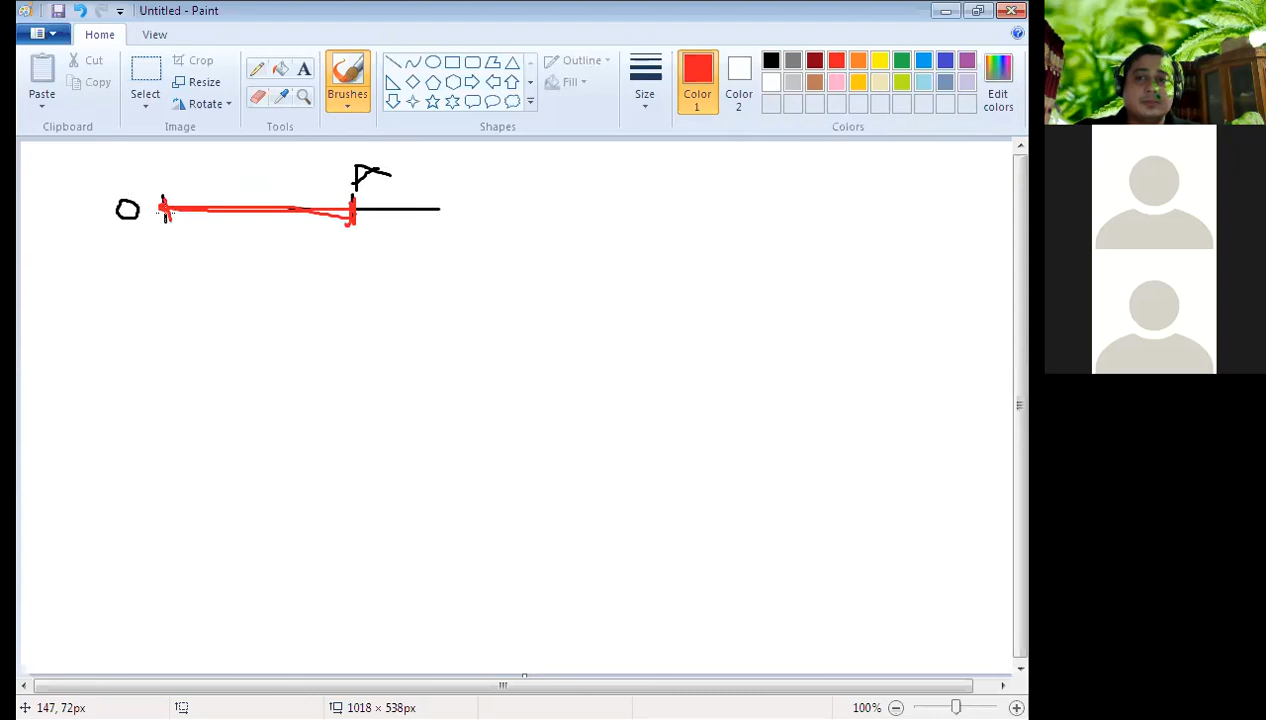 Untitled - Paint
Home
View
Paste
Cut
Copy
Clipboard
Select
Crop
Resize
Rotate
Image
A
Tools
Brushes
Shapes
Outline
Fill
Size
Color
1
Color
2
Edit
colors
Colors
O
147, 72px
1018 × 538px
100%